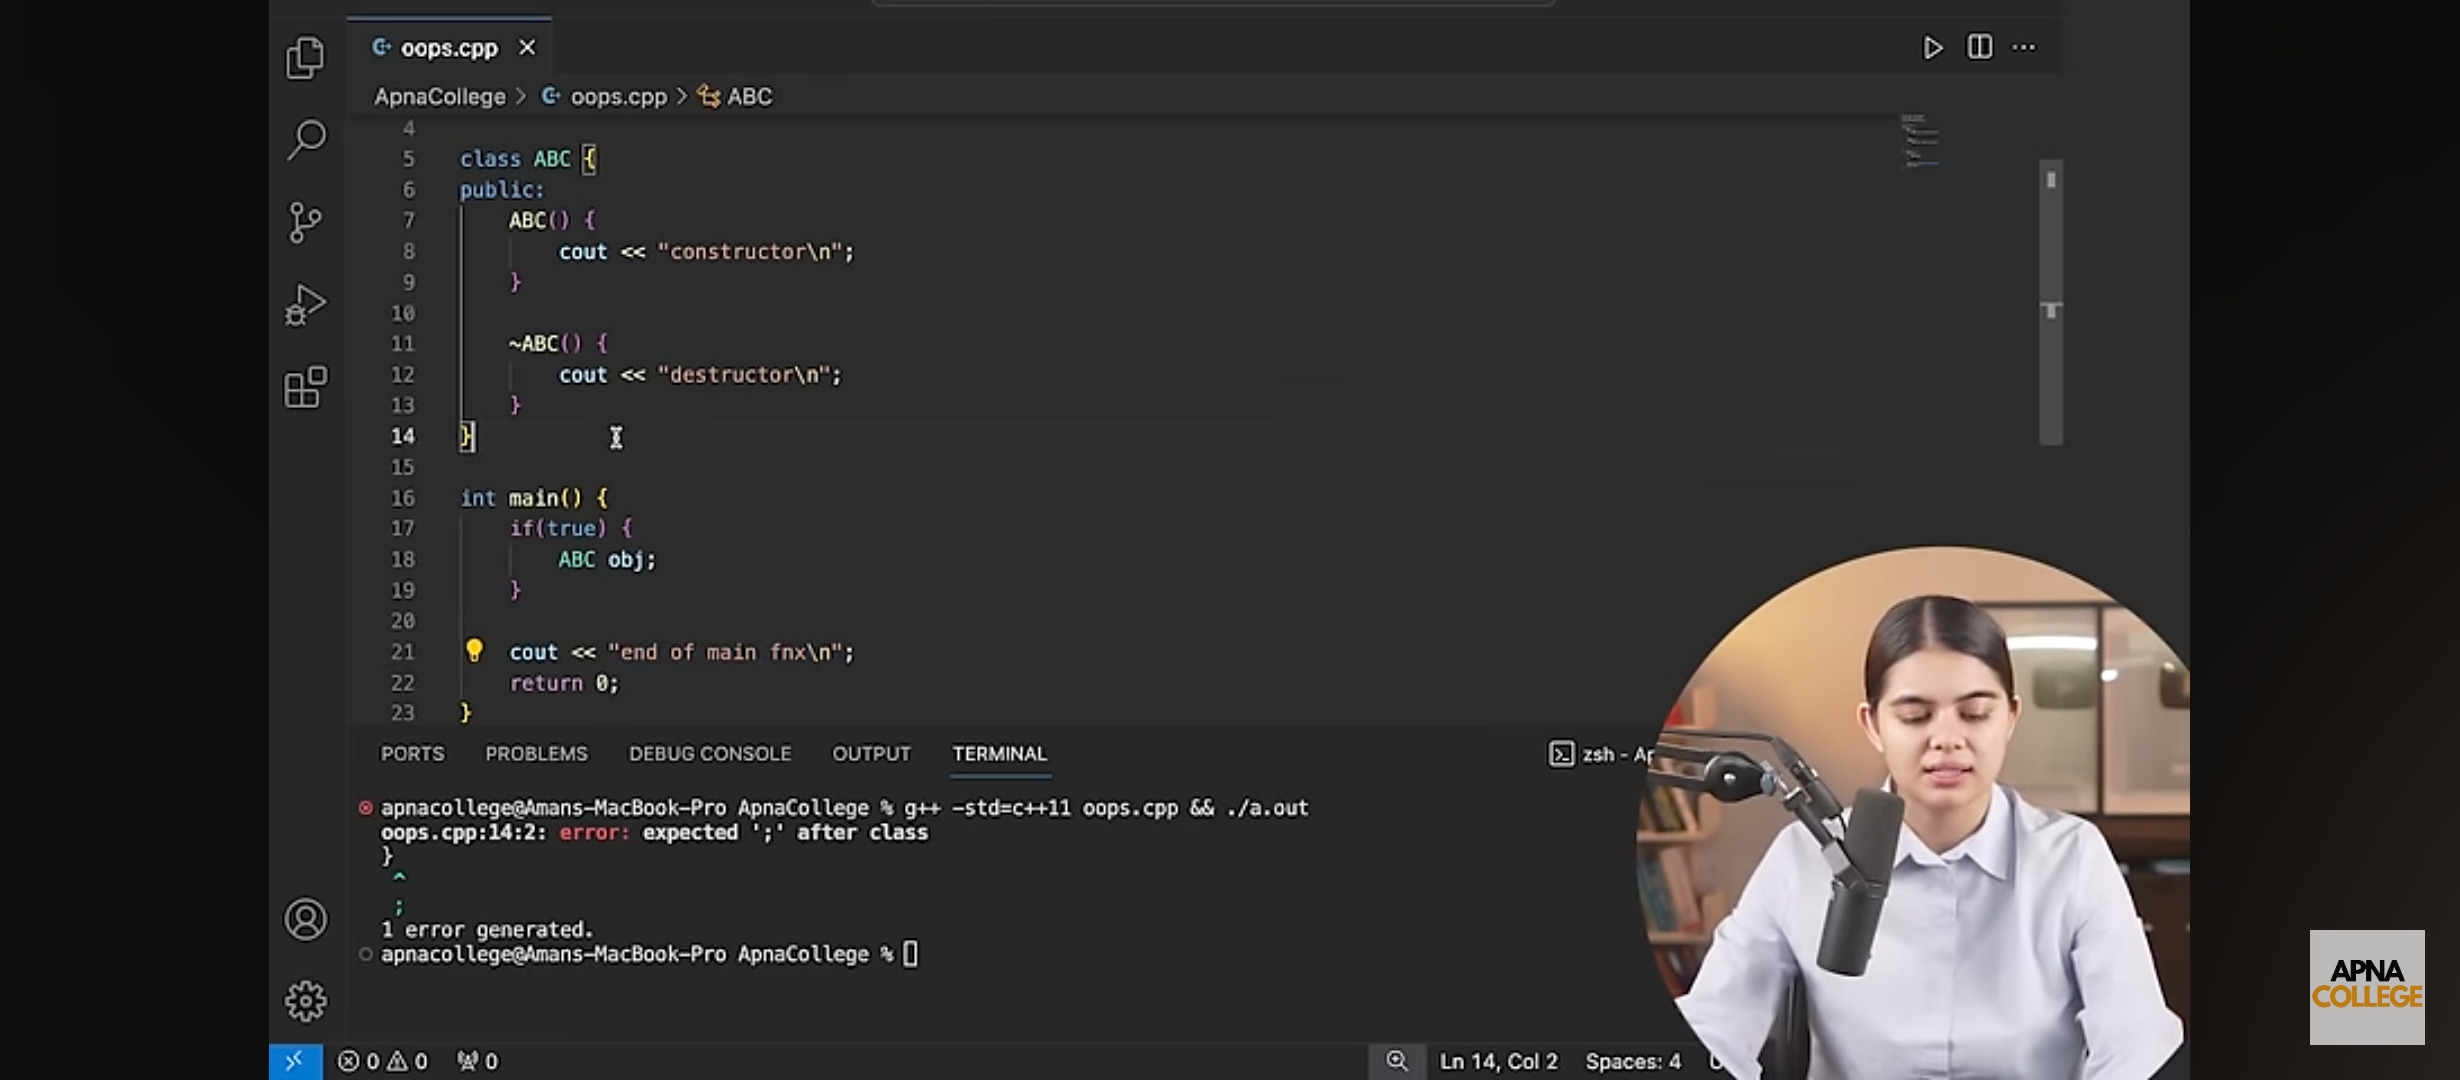 oops.cpp
ApnaCollege > oops.cpp > ABC
4
5 class ABC {
6 public:
7 ABC() {
8 cout << "constructor\n";
9 }
10
11 ~ABC() {
12 cout << "destructor\n";
13 }
14 }
15
16 int main() {
17 if(true) {
18 ABC obj;
19 }
20
21 cout << "end of main fnx\n";
22 return 0;
23 }
PORTS PROBLEMS DEBUG CONSOLE OUTPUT TERMINAL zsh -
apnacollege@Amans-MacBook-Pro ApnaCollege % g++ -std=c++11 oops.cpp && ./a.out
oops.cpp:14:2: error: expected ';' after class
}
^
;
1 error generated.
apnacollege@Amans-MacBook-Pro ApnaCollege %
0 0 0 Ln 14, Col 2 Spaces: 4
APNA
COLLEGE